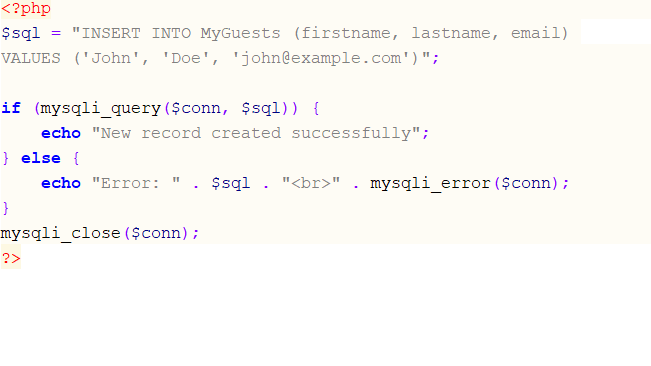 <?php
$sql = "INSERT INTO MyGuests (firstname, lastname, email)
VALUES ('John', 'Doe', 'john@example.com')";
if (mysqli_query($conn, $sql)) {
    echo "New record created successfully";
} else {
    echo "Error: " . $sql . "<br>" . mysqli_error($conn);
}
mysqli_close($conn);
?>